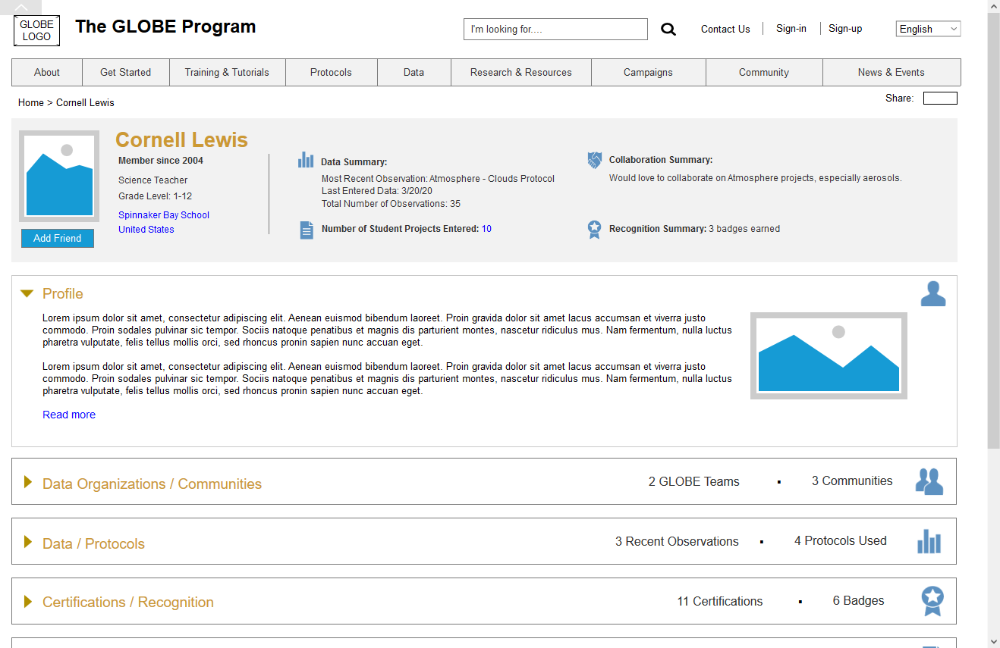 GLOBE
LOGO
The GLOBE Program
I'm looking for....
Contact Us
Sign-in
Sign-up
English
About
Get Started
Training & Tutorials
Protocols
Data
Research & Resources
Campaigns
Community
News & Events
Home > Cornell Lewis
Share:
Cornell Lewis
Member since 2004
Science Teacher
Grade Level: 1-12
Spinnaker Bay School
United States
Add Friend
Data Summary:
Most Recent Observation: Atmosphere - Clouds Protocol
Last Entered Data: 3/20/20
Total Number of Observations: 35
Number of Student Projects Entered: 10
Collaboration Summary:
Would love to collaborate on Atmosphere projects, especially aerosols.
Recognition Summary: 3 badges earned
Profile
Lorem ipsum dolor sit amet, consectetur adipiscing elit. Aenean euismod bibendum laoreet. Proin gravida dolor sit amet lacus accumsan et viverra justo
commodo. Proin sodales pulvinar sic tempor. Sociis natoque penatibus et magnis dis parturient montes, nascetur ridiculus mus. Nam fermentum, nulla luctus
pharetra vulputate, felis tellus mollis orci, sed rhoncus pronin sapien nunc accuan eget.
Lorem ipsum dolor sit amet, consectetur adipiscing elit. Aenean euismod bibendum laoreet. Proin gravida dolor sit amet lacus accumsan et viverra justo
commodo. Proin sodales pulvinar sic tempor. Sociis natoque penatibus et magnis dis parturient montes, nascetur ridiculus mus. Nam fermentum, nulla luctus
pharetra vulputate, felis tellus mollis orci, sed rhoncus pronin sapien nunc accuan eget.
Read more
Data Organizations / Communities
2 GLOBE Teams
▪
3 Communities
Data / Protocols
3 Recent Observations
▪
4 Protocols Used
Certifications / Recognition
11 Certifications
▪
6 Badges